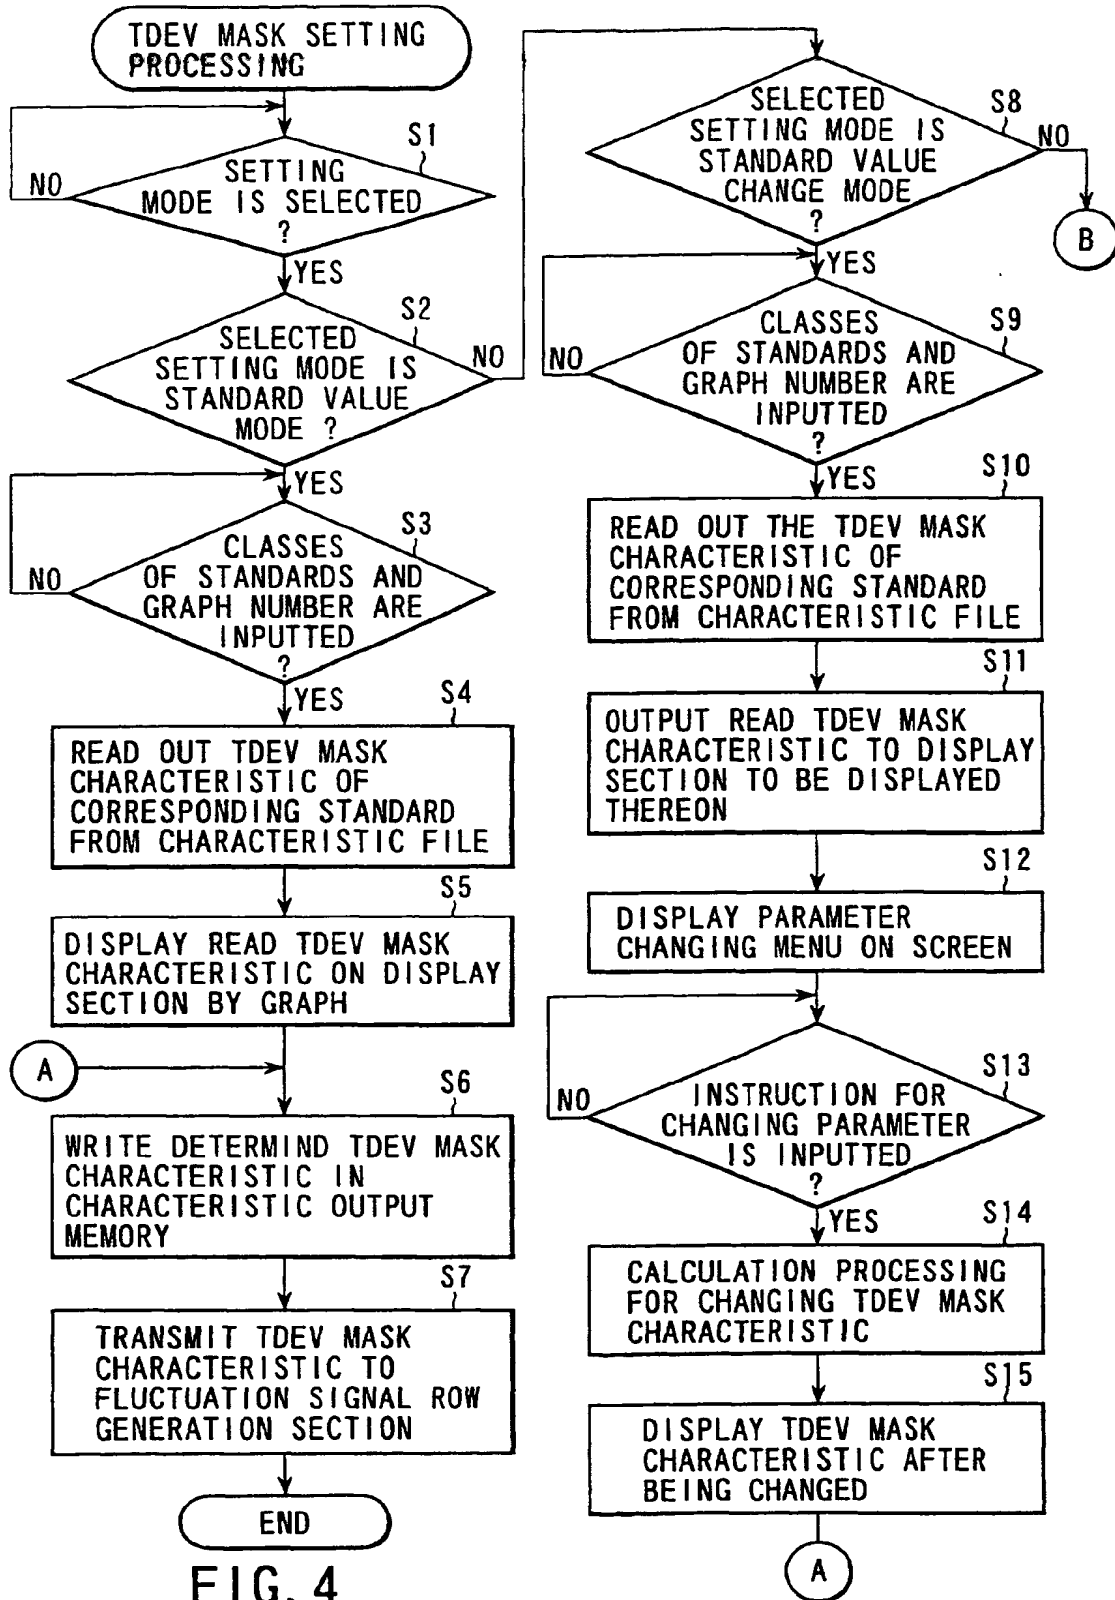 TDEV MASK SETTING
PROCESSING
S1
SETTING
MODE IS SELECTED
?
NO
YES
S2
SELECTED
SETTING MODE IS
STANDARD VALUE
MODE ?
NO
YES
S3
CLASSES
OF STANDARDS AND
GRAPH NUMBER ARE
INPUTTED
?
NO
YES
S4
READ OUT TDEV MASK
CHARACTERISTIC OF
CORRESPONDING STANDARD
FROM CHARACTERISTIC FILE
S5
DISPLAY READ TDEV MASK
CHARACTERISTIC ON DISPLAY
SECTION BY GRAPH
A
S6
WRITE DETERMIND TDEV MASK
CHARACTERISTIC IN
CHARACTERISTIC OUTPUT
MEMORY
S7
TRANSMIT TDEV MASK
CHARACTERISTIC TO
FLUCTUATION SIGNAL ROW
GENERATION SECTION
END
S8
SELECTED
SETTING MODE IS
STANDARD VALUE
CHANGE MODE
?
NO
B
YES
S9
CLASSES
OF STANDARDS AND
GRAPH NUMBER ARE
INPUTTED
?
NO
YES
S10
READ OUT THE TDEV MASK
CHARACTERISTIC OF
CORRESPONDING STANDARD
FROM CHARACTERISTIC FILE
S11
OUTPUT READ TDEV MASK
CHARACTERISTIC TO DISPLAY
SECTION TO BE DISPLAYED
THEREON
S12
DISPLAY PARAMETER
CHANGING MENU ON SCREEN
S13
INSTRUCTION FOR
CHANGING PARAMETER
IS INPUTTED
?
NO
YES
S14
CALCULATION PROCESSING
FOR CHANGING TDEV MASK
CHARACTERISTIC
S15
DISPLAY TDEV MASK
CHARACTERISTIC AFTER
BEING CHANGED
A
FIG. 4